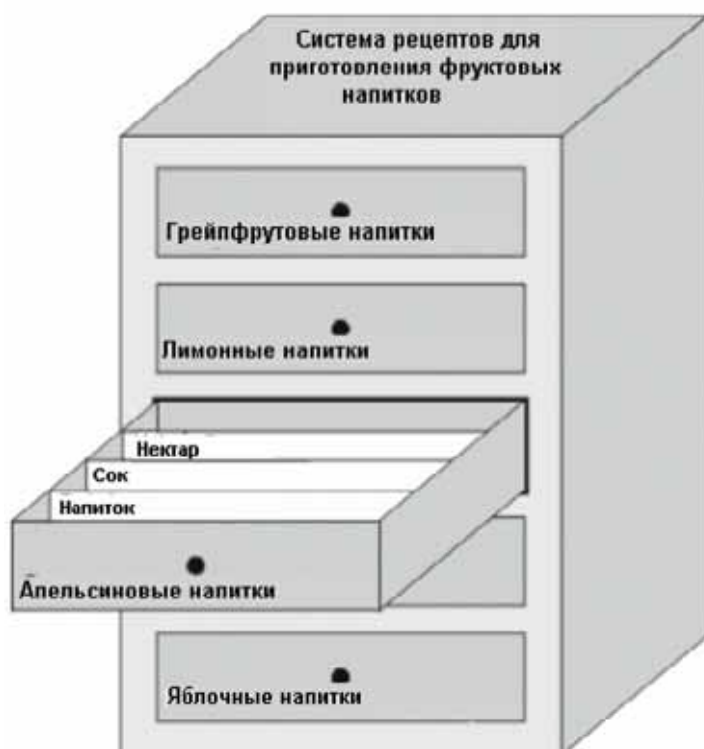 Система рецептов для
приготовления фруктовых
напитков
Грейпфрутовые напитки
Лимонные напитки
Нектар
Сок
Напиток
Апельсиновые напитки
Яблочные напитки